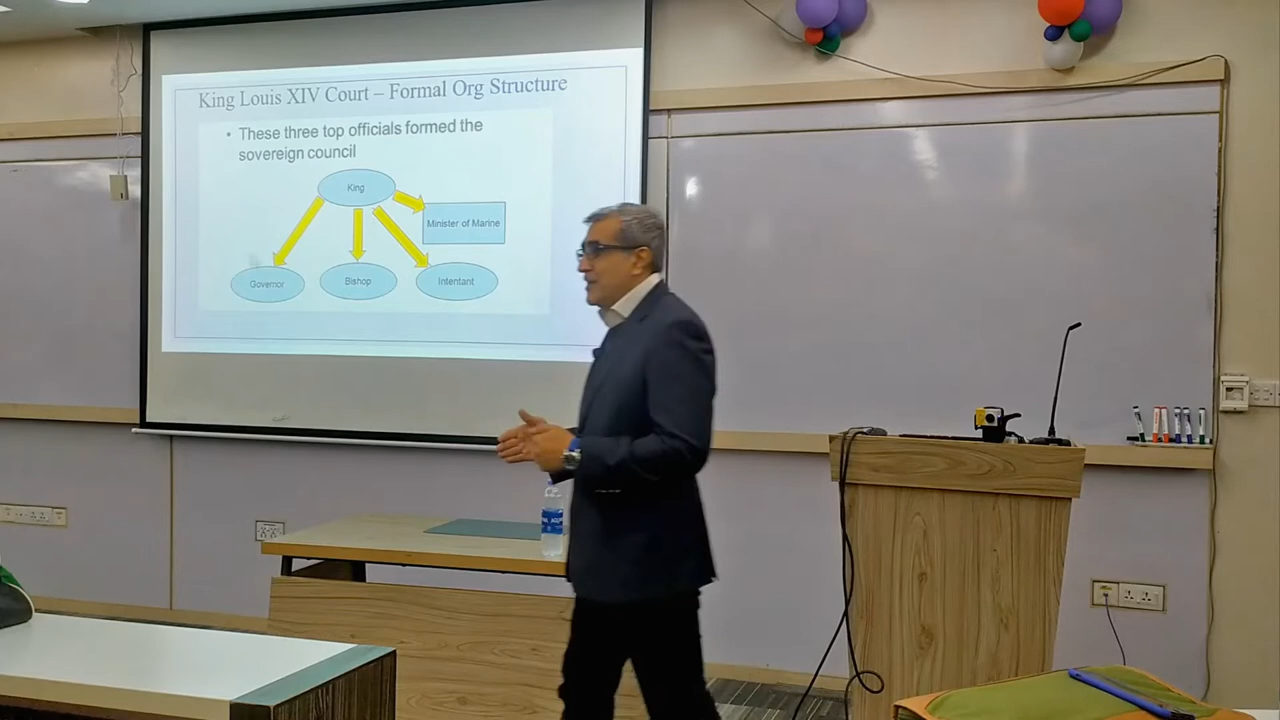 King Louis XIV Court – Formal Org Structure
• These three top officials formed the
sovereign council
King
Minister of Marine
Governor
Bishop
Intentant